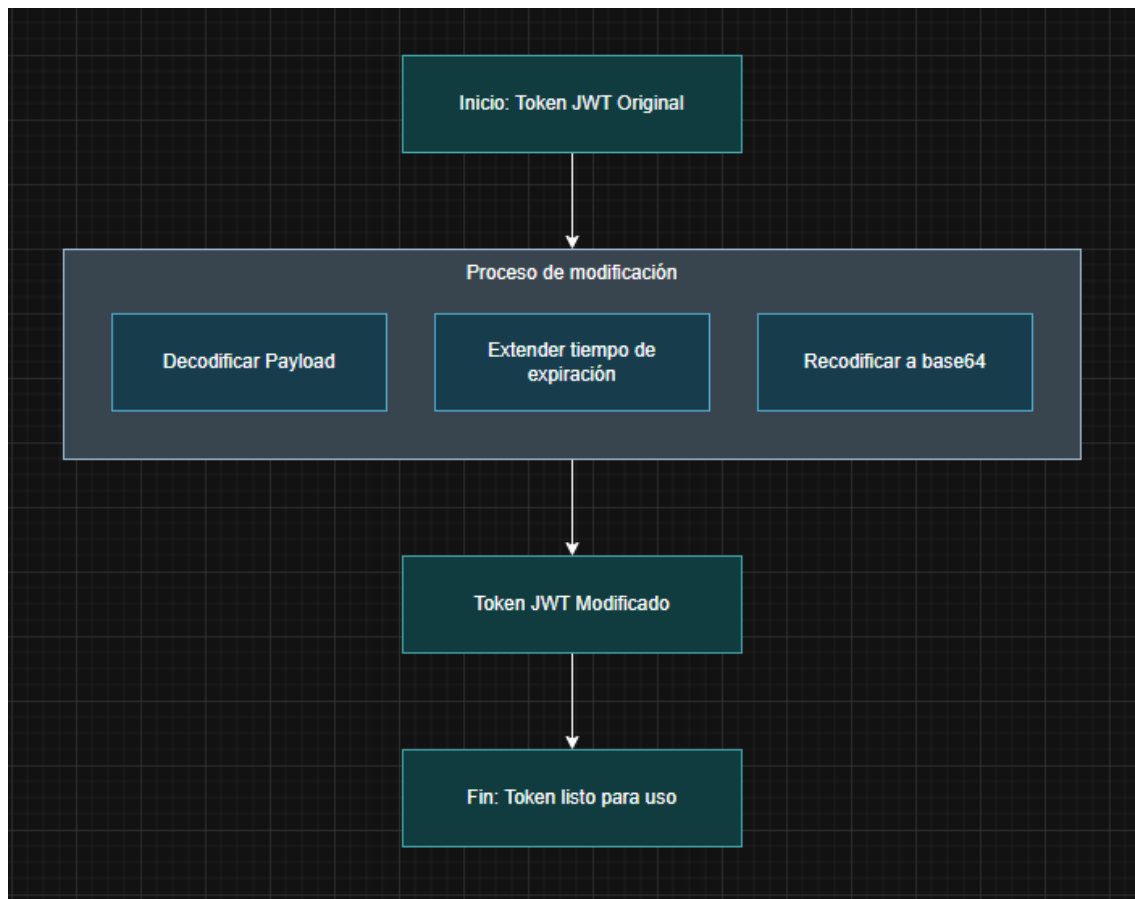 Inicio: Token JWT Original
Proceso de modificación
Decodificar Payload
Extender tiempo de
expiración
Recodificar a base64
Token JWT Modificado
Fin: Token listo para uso